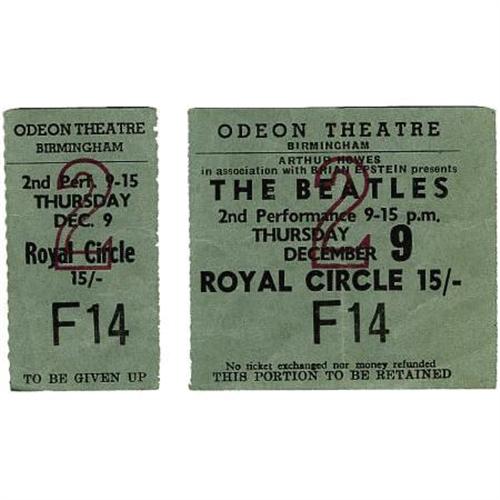 ODEON THEATRE
BIRMINGHAM
2nd Perf. 9-15
THURSDAY
DEC. 9
Royal Circle
15/-
F14
TO BE GIVEN UP
2
ODEON THEATRE
BIRMINGHAM
ARTHUR HOWES
in association with BRIAN EPSTEIN presents
THE BEATLES
2nd Performance 9-15 p.m.
THURSDAY
DECEMBER 9
ROYAL CIRCLE 15/-
F14
No ticket exchanged nor money refunded
THIS PORTION TO BE RETAINED
2